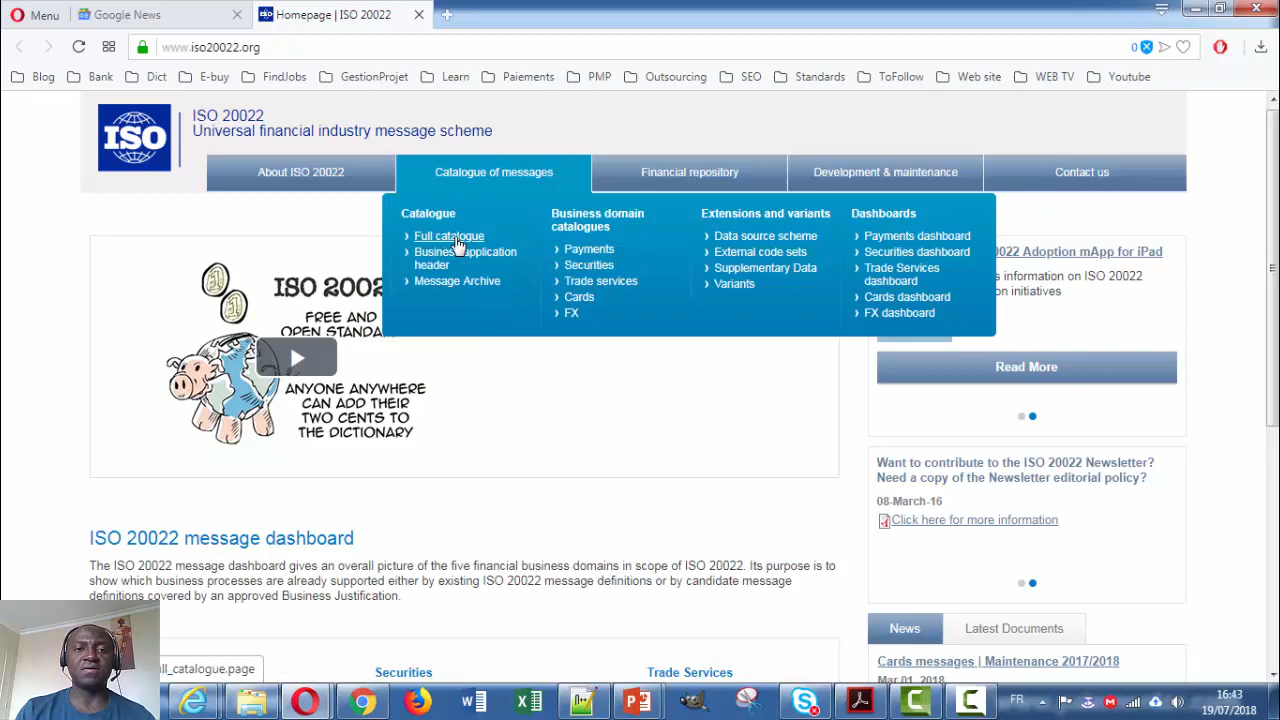 Menu
Google News
Homepage | ISO 20022
www.iso20022.org
0
Blog
Bank
Dict
E-buy
FindJobs
GestionProjet
Learn
Paiements
PMP
Outsourcing
SEO
Standards
ToFollow
Web site
WEB TV
Youtube
ISO
ISO 20022
Universal financial industry message scheme
About ISO 20022
Catalogue of messages
Financial repository
Development & maintenance
Contact us
Catalogue
Full catalogue
Business application
header
Message Archive
Business domain
catalogues
Payments
Securities
Trade services
Cards
FX
Extensions and variants
Data source scheme
External code sets
Supplementary Data
Variants
Dashboards
Payments dashboard
Securities dashboard
Trade Services
dashboard
Cards dashboard
FX dashboard
ISO 2002
FREE AND
OPEN STANDA
ANYONE ANYWHERE
CAN ADD THEIR
TWO CENTS TO
THE DICTIONARY
0022 Adoption mApp for iPad
s information on ISO 20022
n initiatives
Read More
Want to contribute to the ISO 20022 Newsletter?
Need a copy of the Newsletter editorial policy?
08-March-16
Click here for more information
ISO 20022 message dashboard
The ISO 20022 message dashboard gives an overall picture of the five financial business domains in scope of ISO 20022. Its purpose is to
show which business processes are already supported either by existing ISO 20022 message definitions or by candidate message
definitions covered by an approved Business Justification.
News
Latest Documents
Cards messages | Maintenance 2017/2018
Mar 01, 2018
ull_catalogue.page
Securities
Trade Services
FR
16:43
19/07/2018